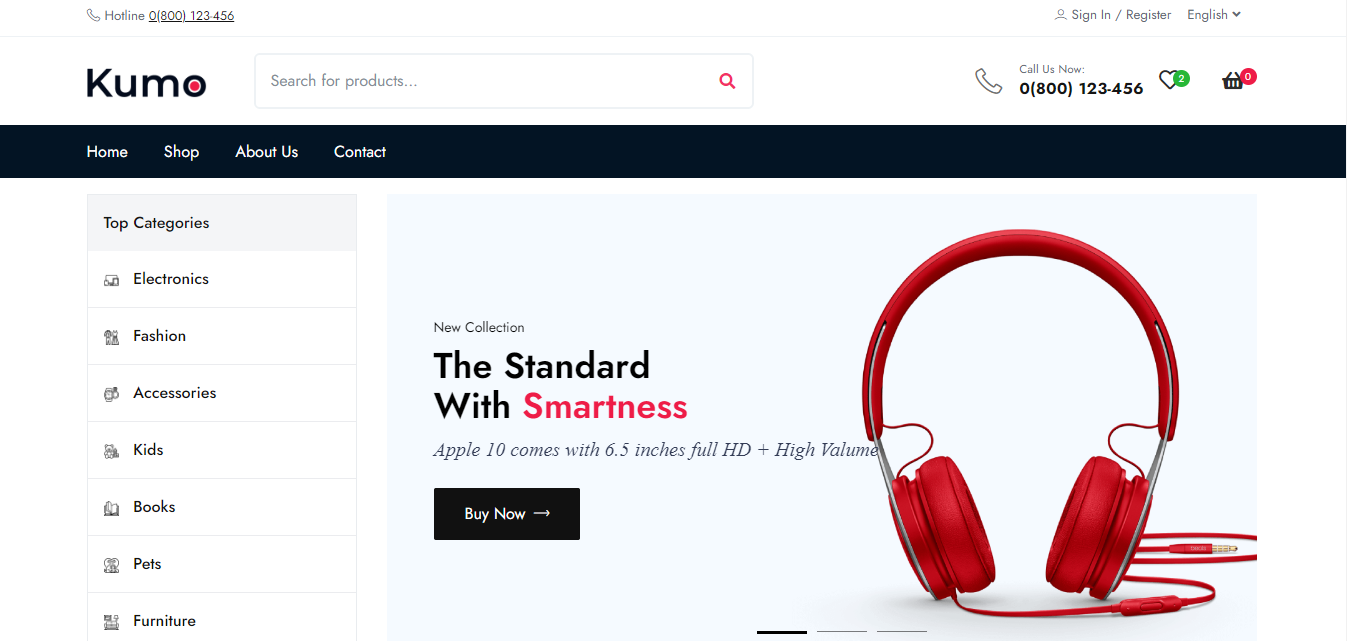 Hotline 0(800) 123-456
Sign In / Register
English
Kumo
Search for products...
Call Us Now:
0(800) 123-456
2
0
Home
Shop
About Us
Contact
Top Categories
Electronics
Fashion
Accessories
Kids
Books
Pets
Furniture
New Collection
The Standard
With Smartness
Apple 10 comes with 6.5 inches full HD + High Valume
Buy Now